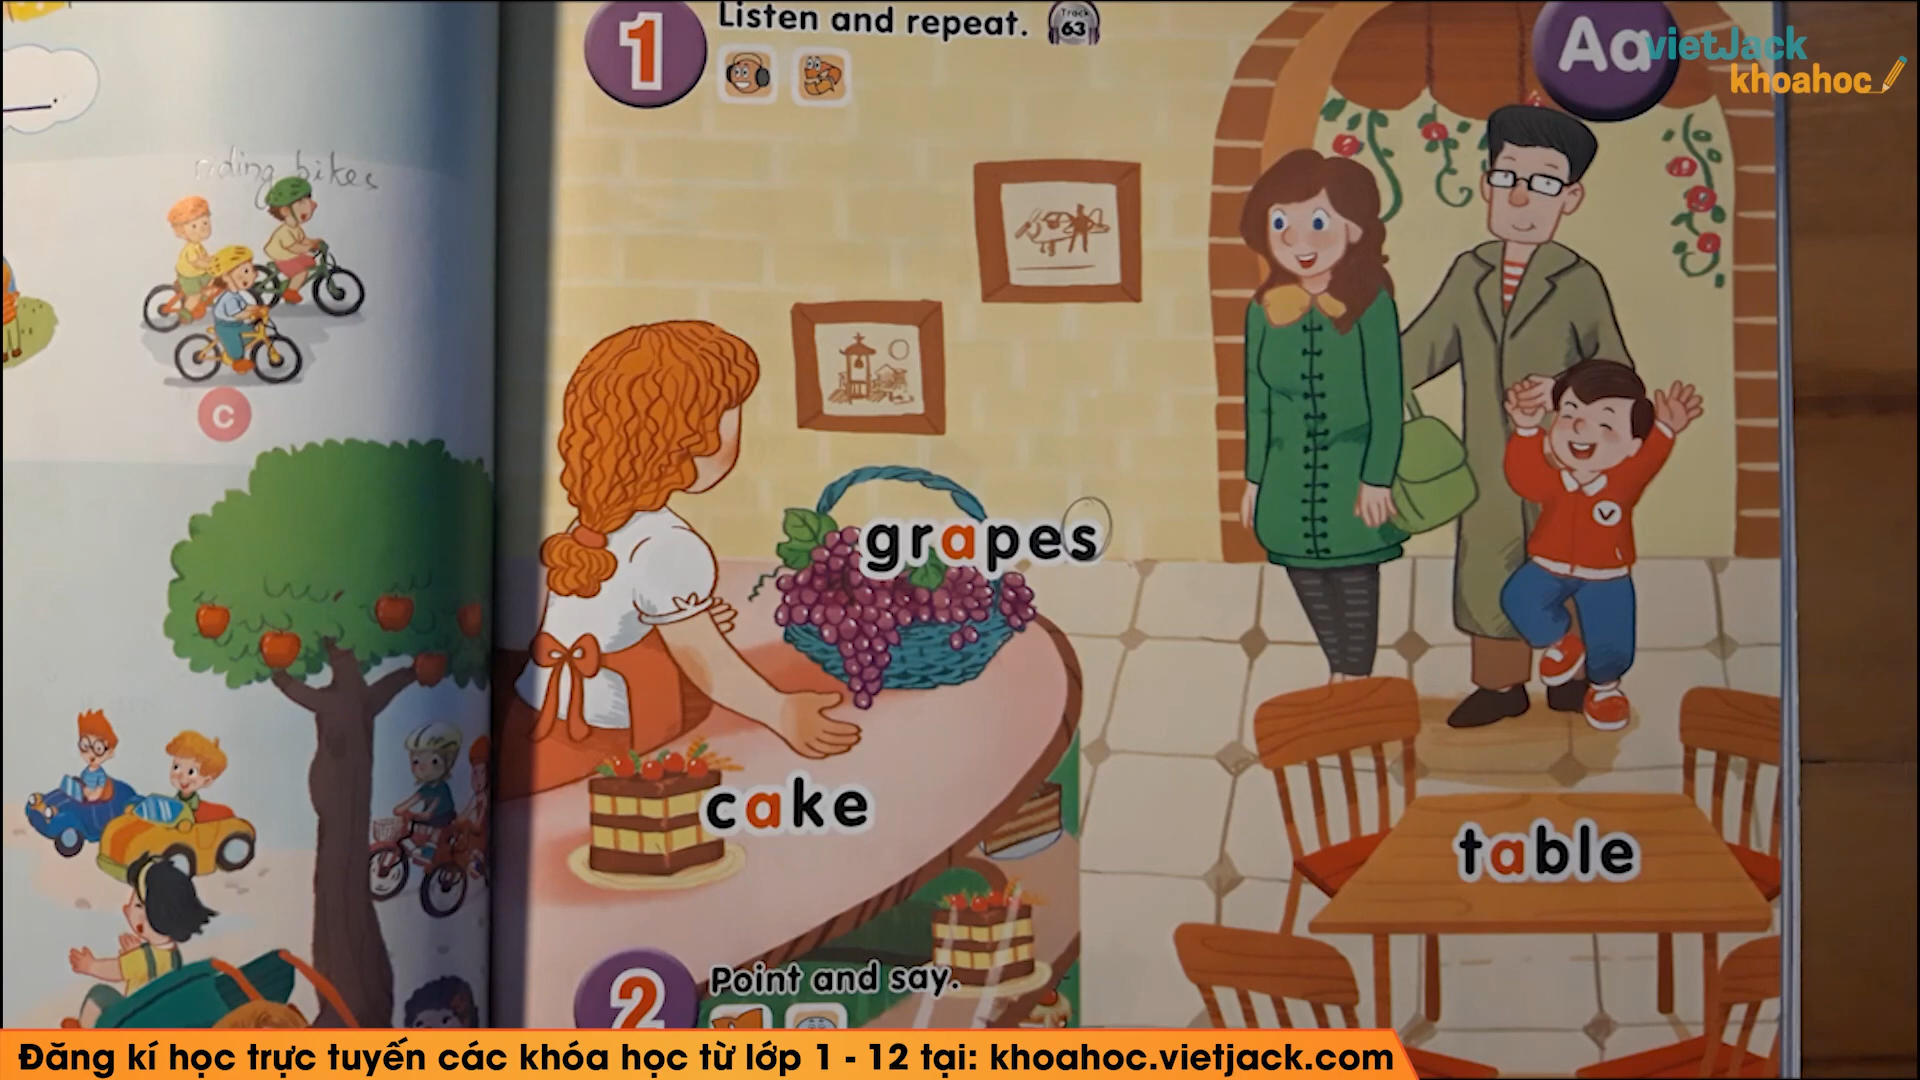 1
Listen and repeat.
Track
63
Aa
vietJack
khoahoc
riding bikes
C
grapes
cake
table
2
Point and say.
Đăng kí học trực tuyến các khóa học từ lớp 1 - 12 tại: khoahoc.vietjack.com